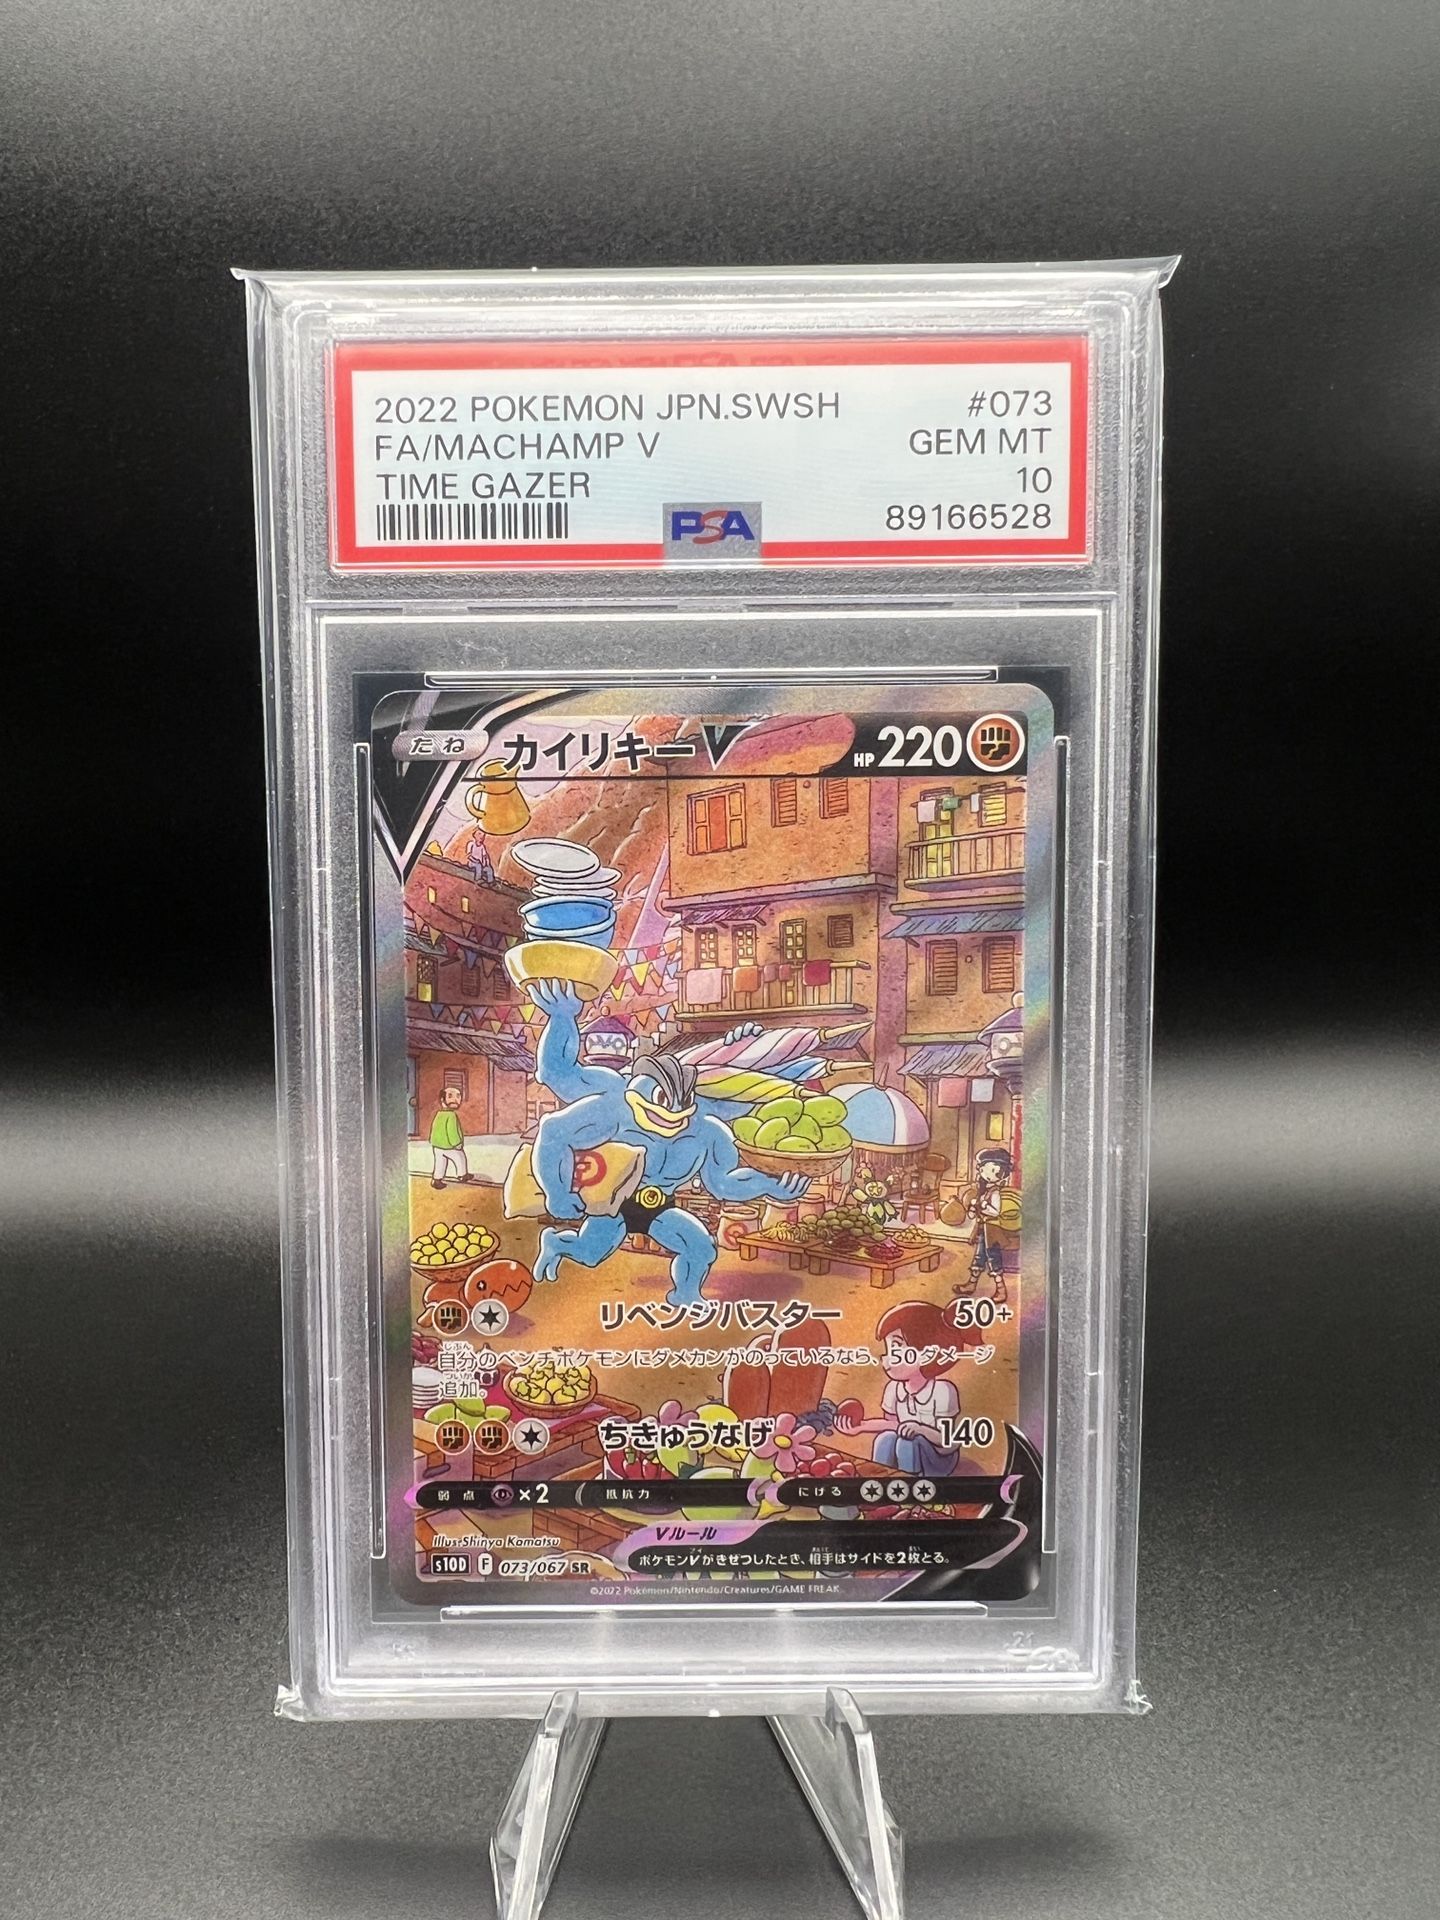 2022 POKEMON JPN.SWSH #073
FA/MACHAMP V GEM MT
TIME GAZER 10
PSA 89166528
たね カイリキーV HP 220
リベンジバスター 50+
自分のベンチポケモンにダメカンがのっているなら、50ダメージ
追加。
ちきゅうなげ 140
弱点 ×2 抵抗力 にげる
Illus. Shinya Komatsu Vルール
ポケモンVがきぜつしたとき、相手はサイドを2枚とる。
s10D F 073/067 SR
©2022 Pokémon/Nintendo/Creatures/GAME FREAK